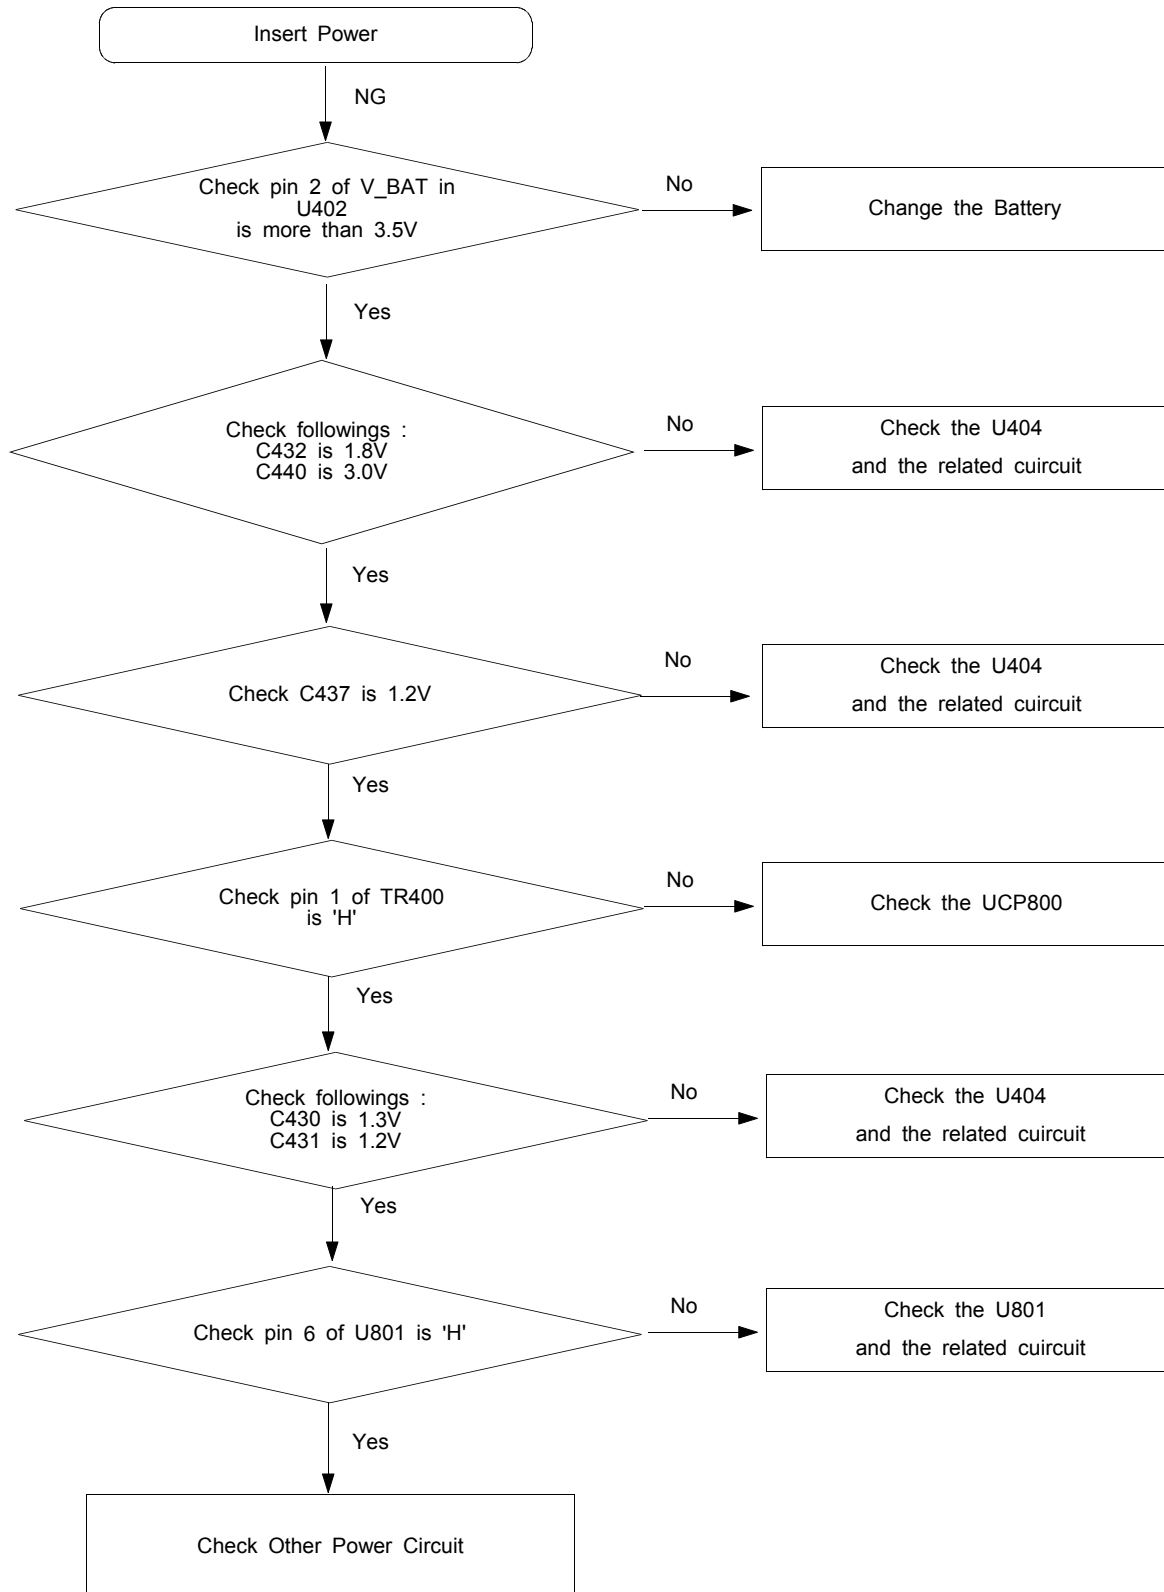 Insert Power
NG
Check pin 2 of V_BAT in
U402
is more than 3.5V
No
Change the Battery
Yes
Check followings :
C432 is 1.8V
C440 is 3.0V
No
Check the U404
and the related cuircuit
Yes
Check C437 is 1.2V
No
Check the U404
and the related cuircuit
Yes
Check pin 1 of TR400
is 'H'
No
Check the UCP800
Yes
Check followings :
C430 is 1.3V
C431 is 1.2V
No
Check the U404
and the related cuircuit
Yes
Check pin 6 of U801 is 'H'
No
Check the U801
and the related cuircuit
Yes
Check Other Power Circuit